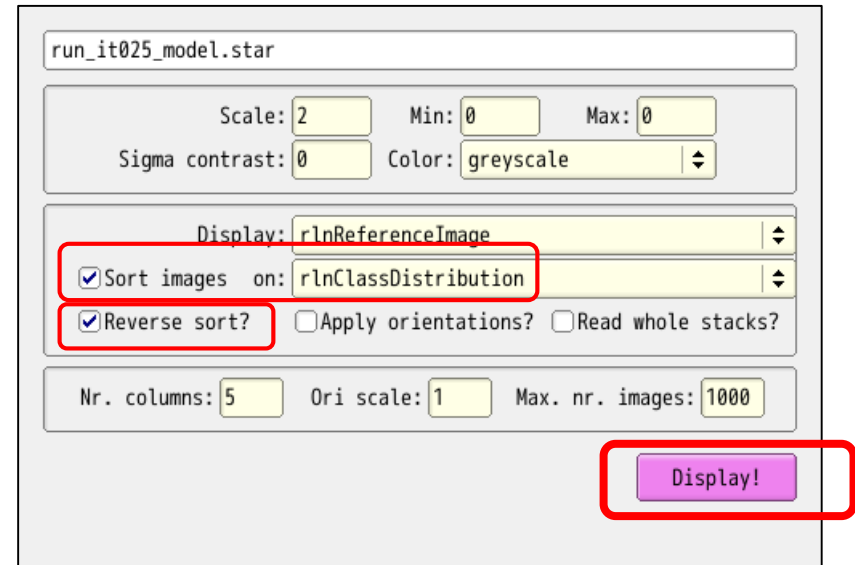 run_it025_model.star
Scale: 2 Min: 0 Max: 0
Sigma contrast: 0 Color: greyscale
Display: rlnReferenceImage
Sort images on: rlnClassDistribution
Reverse sort? Apply orientations? Read whole stacks?
Nr. columns: 5 Ori scale: 1 Max. nr. images: 1000
Display!